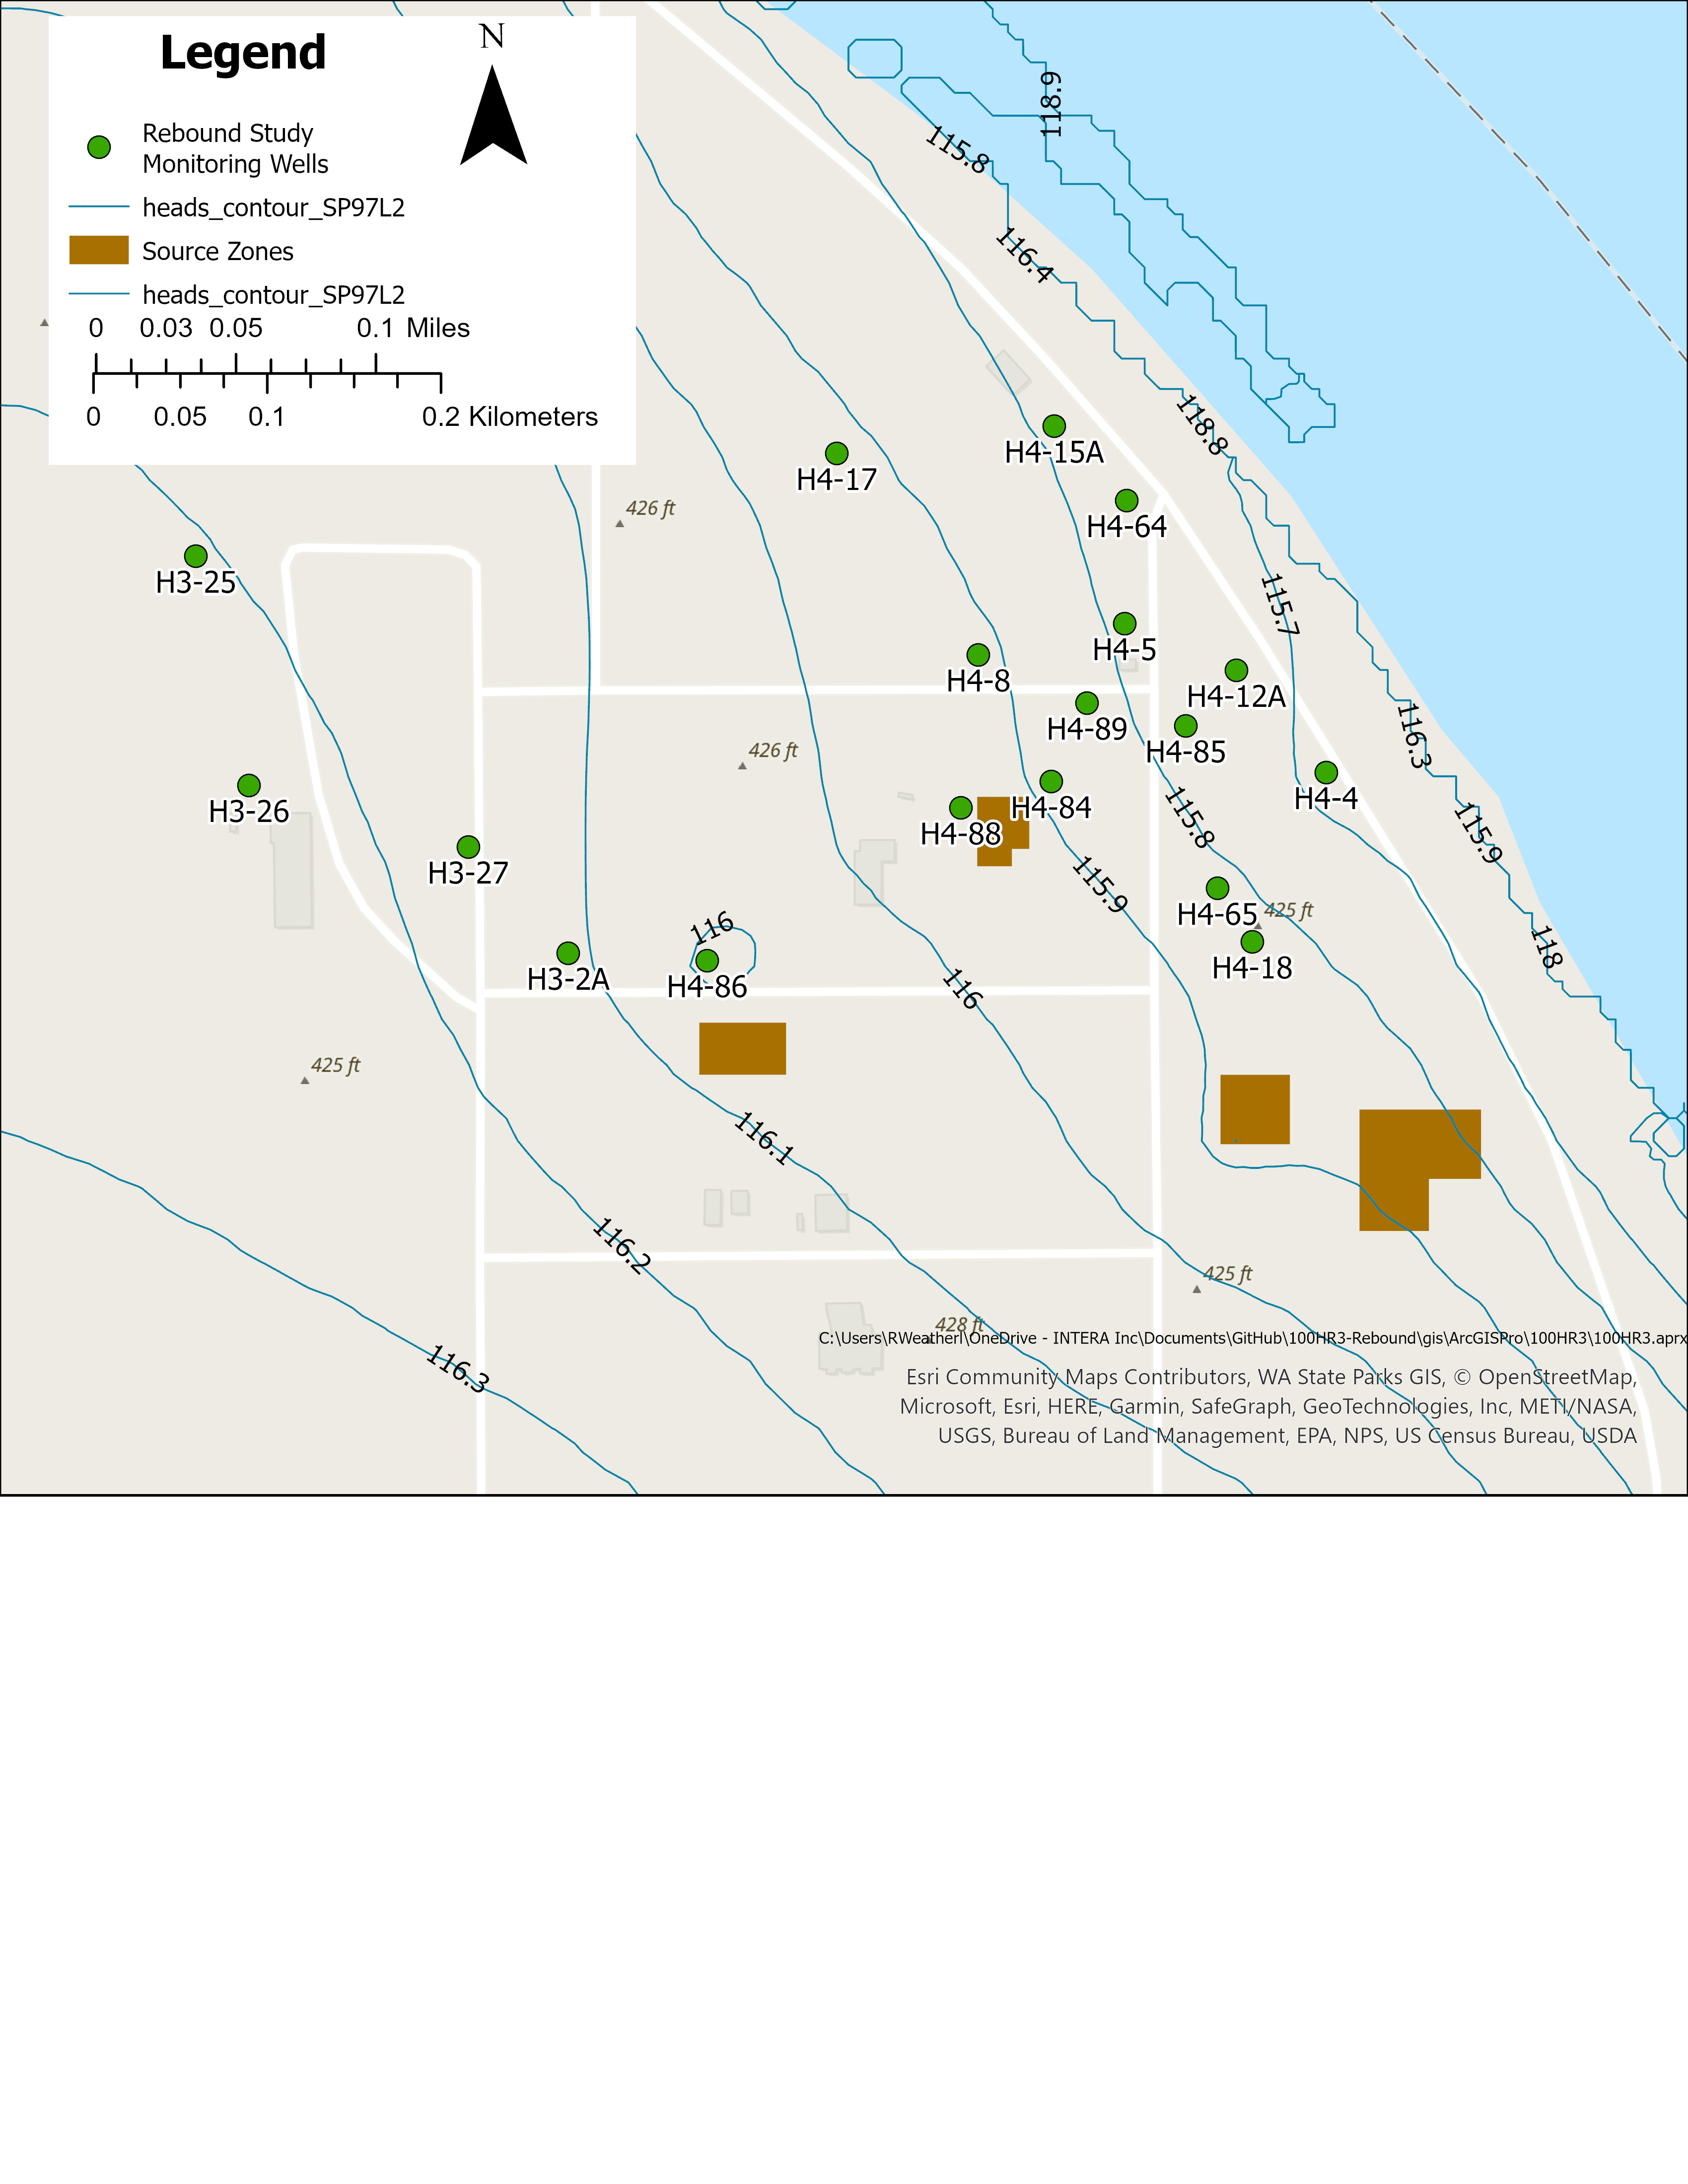 Legend
N
Rebound Study
Monitoring Wells
heads_contour_SP97L2
Source Zones
heads_contour_SP97L2
0 0.03 0.05 0.1 Miles
0 0.05 0.1 0.2 Kilometers
118.9
115.8
116.4
118.8
H4-15A
H4-17
426 ft
H4-64
H3-25
115.7
H4-5
H4-8
H4-12A
H4-89
116.3
426 ft
H4-85
H4-4
H3-26
H4-84
115.8
H4-88
115.9
H3-27
115.9
H4-65
425 ft
116
118
H3-2A
H4-86
H4-18
116
425 ft
116.1
116.2
425 ft
428 ft
C:\Users\RWeatherl\OneDrive - INTERA Inc\Documents\GitHub\100HR3-Rebound\gis\ArcGISPro\100HR3\100HR3.aprx
116.3
Esri Community Maps Contributors, WA State Parks GIS, © OpenStreetMap,
Microsoft, Esri, HERE, Garmin, SafeGraph, GeoTechnologies, Inc, METI/NASA,
USGS, Bureau of Land Management, EPA, NPS, US Census Bureau, USDA